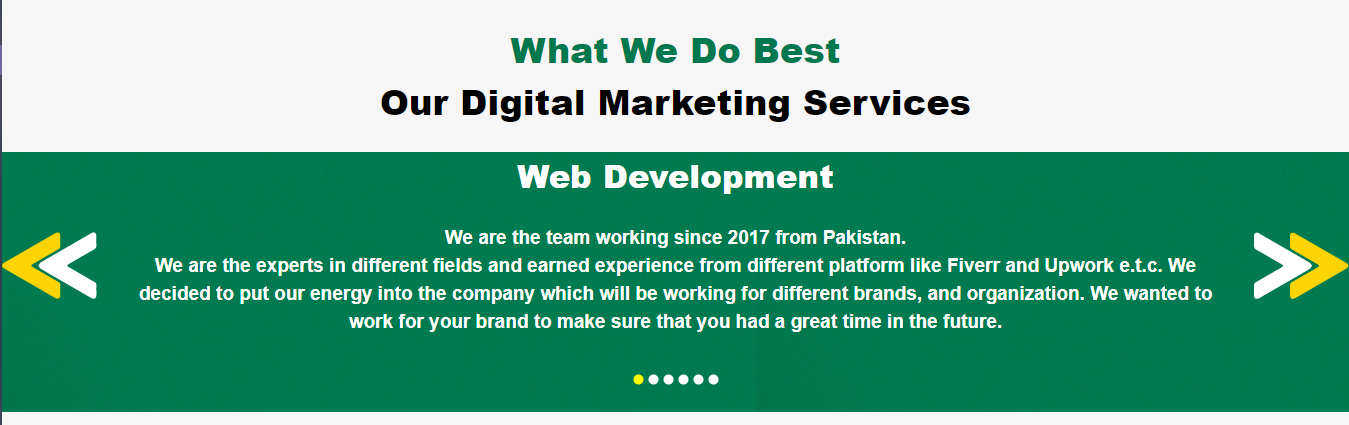 What We Do Best
Our Digital Marketing Services
Web Development
We are the team working since 2017 from Pakistan.
We are the experts in different fields and earned experience from different platform like Fiverr and Upwork e.t.c. We
decided to put our energy into the company which will be working for different brands, and organization. We wanted to
work for your brand to make sure that you had a great time in the future.